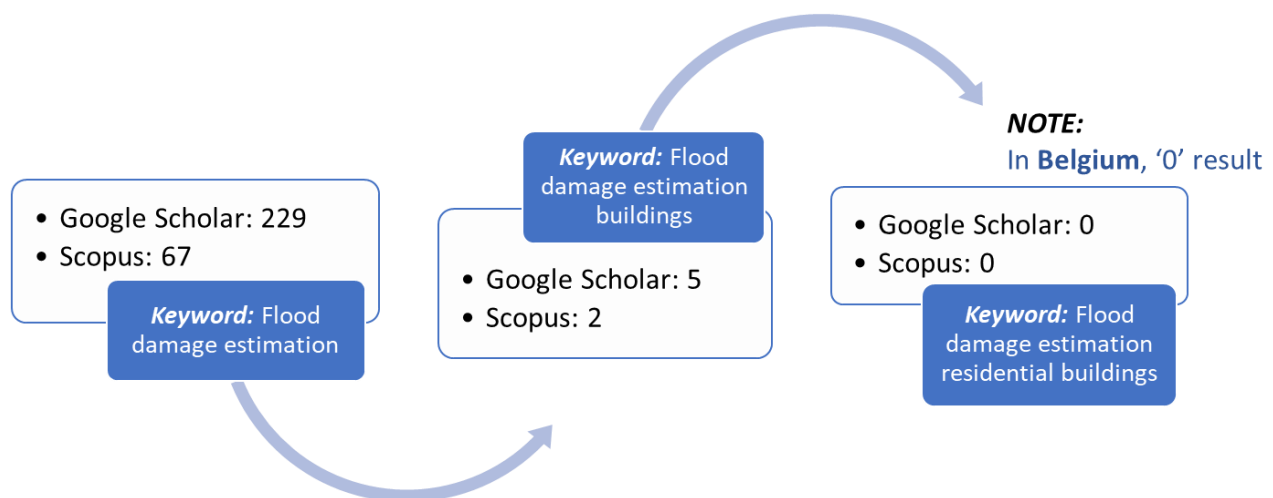 • Google Scholar: 229
• Scopus: 67
Keyword: Flood
damage estimation
Keyword: Flood
damage estimation
buildings
• Google Scholar: 5
• Scopus: 2
NOTE:
In Belgium, ‘0’ result
• Google Scholar: 0
• Scopus: 0
Keyword: Flood
damage estimation
residential buildings